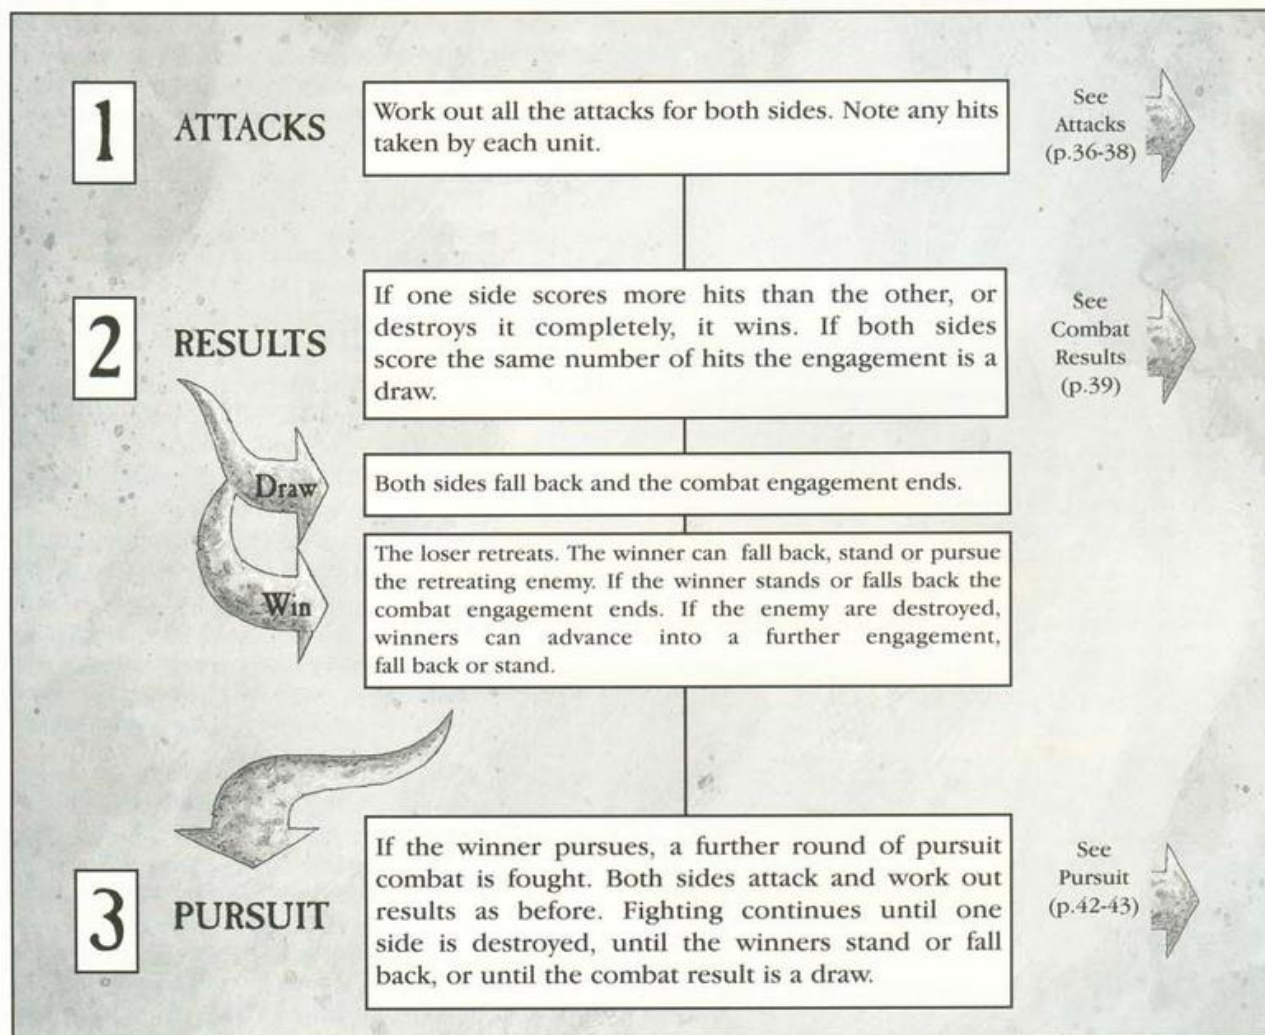 1
ATTACKS
Work out all the attacks for both sides. Note any hits
taken by each unit.
See
Attacks
(p.36-38)
2
RESULTS
If one side scores more hits than the other, or
destroys it completely, it wins. If both sides
score the same number of hits the engagement is a
draw.
See
Combat
Results
(p.39)
Draw
Both sides fall back and the combat engagement ends.
Win
The loser retreats. The winner can fall back, stand or pursue
the retreating enemy. If the winner stands or falls back the
combat engagement ends. If the enemy are destroyed,
winners can advance into a further engagement,
fall back or stand.
3
PURSUIT
If the winner pursues, a further round of pursuit
combat is fought. Both sides attack and work out
results as before. Fighting continues until one
side is destroyed, until the winners stand or fall
back, or until the combat result is a draw.
See
Pursuit
(p.42-43)